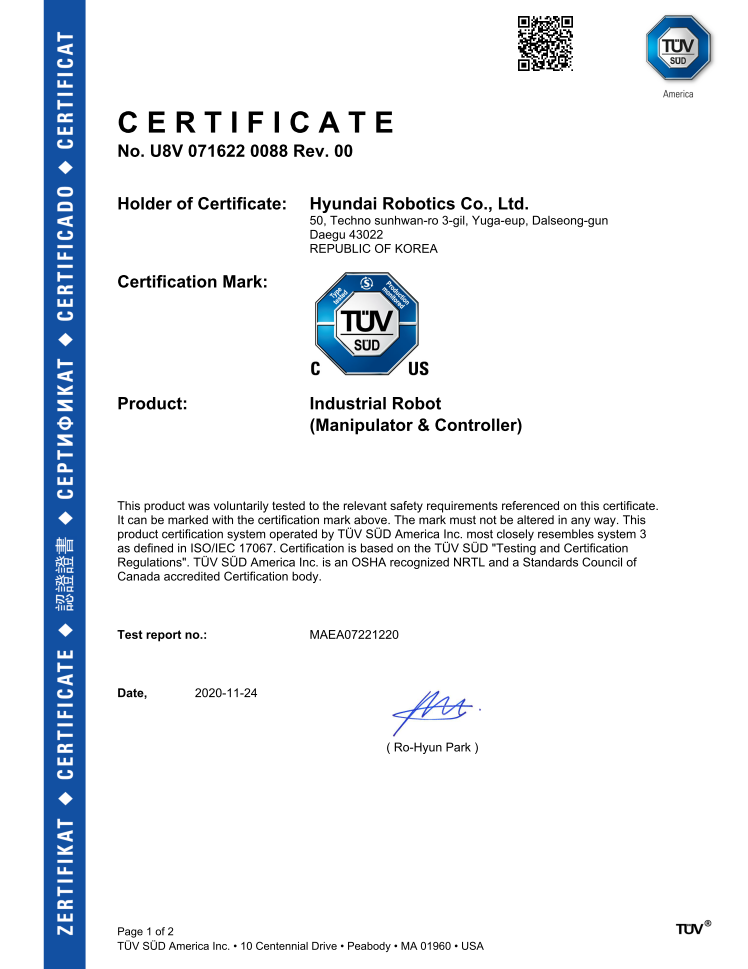 ZERTIFIKAT ◆ CERTIFICATE ◆ 認證證書 ◆ СЕРТИФИКАТ ◆ CERTIFICADO ◆ CERTIFICAT
TÜV
SÜD
America
CERTIFICATE
No. U8V 071622 0088 Rev. 00
Holder of Certificate: Hyundai Robotics Co., Ltd.
50, Techno sunhwan-ro 3-gil, Yuga-eup, Dalseong-gun
Daegu 43022
REPUBLIC OF KOREA
Certification Mark:
Type tested
S
Production monitored
TÜV
SÜD
C US
Product: Industrial Robot
(Manipulator & Controller)
This product was voluntarily tested to the relevant safety requirements referenced on this certificate.
It can be marked with the certification mark above. The mark must not be altered in any way. This
product certification system operated by TÜV SÜD America Inc. most closely resembles system 3
as defined in ISO/IEC 17067. Certification is based on the TÜV SÜD "Testing and Certification
Regulations". TÜV SÜD America Inc. is an OSHA recognized NRTL and a Standards Council of
Canada accredited Certification body.
Test report no.: MAEA07221220
Date, 2020-11-24
( Ro-Hyun Park )
Page 1 of 2
TÜV SÜD America Inc. • 10 Centennial Drive • Peabody • MA 01960 • USA
TÜV®